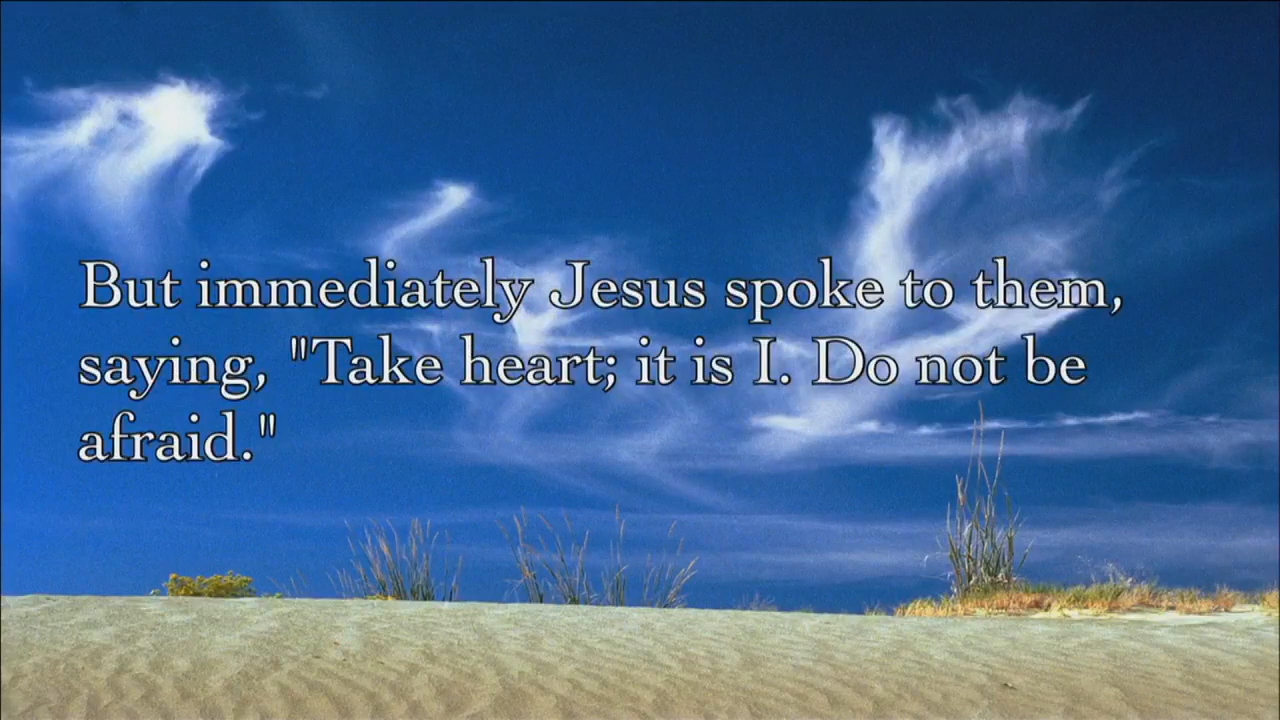 But immediately Jesus spoke to them,
saying, "Take heart; it is I. Do not be
afraid."